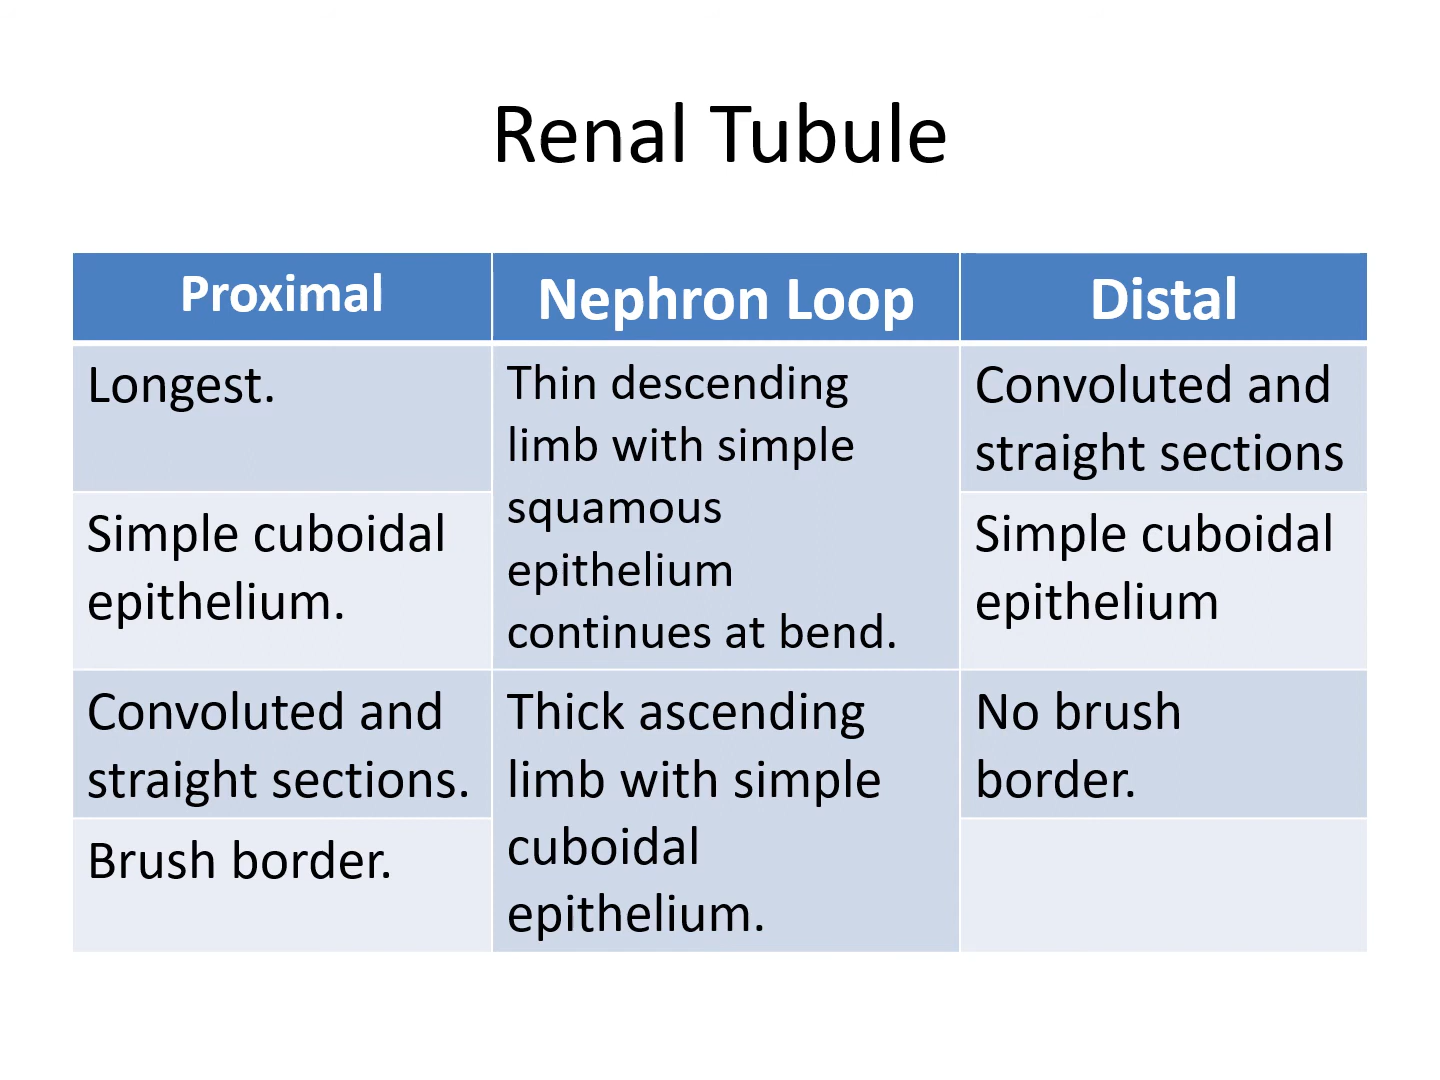 Renal Tubule
Proximal
Nephron Loop
Distal
Longest.
Thin descending
limb with simple
squamous
epithelium
continues at bend.
Convoluted and
straight sections
Simple cuboidal
epithelium.
Simple cuboidal
epithelium
Convoluted and
straight sections.
Thick ascending
limb with simple
cuboidal
epithelium.
No brush
border.
Brush border.